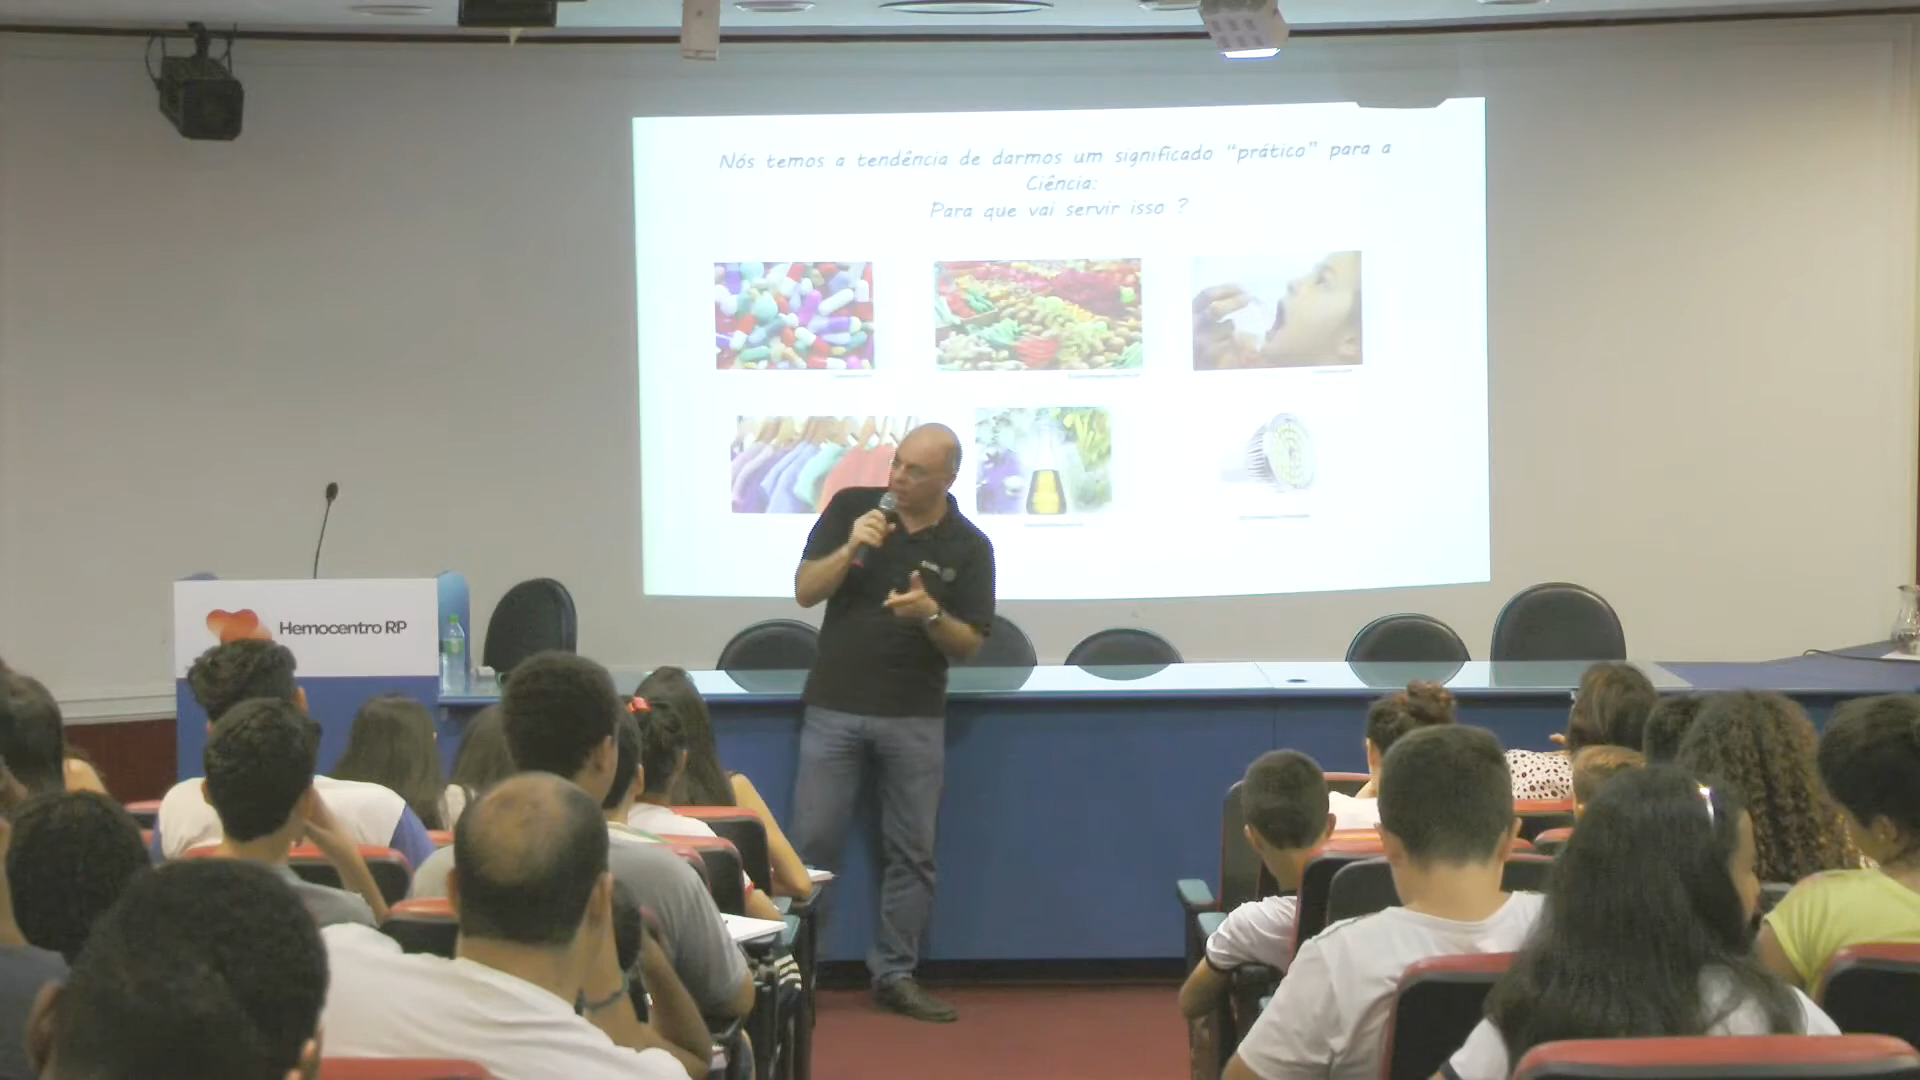 Nós temos a tendência de darmos um significado "prático" para a
Ciência:
Para que vai servir isso ?
Hemocentro RP